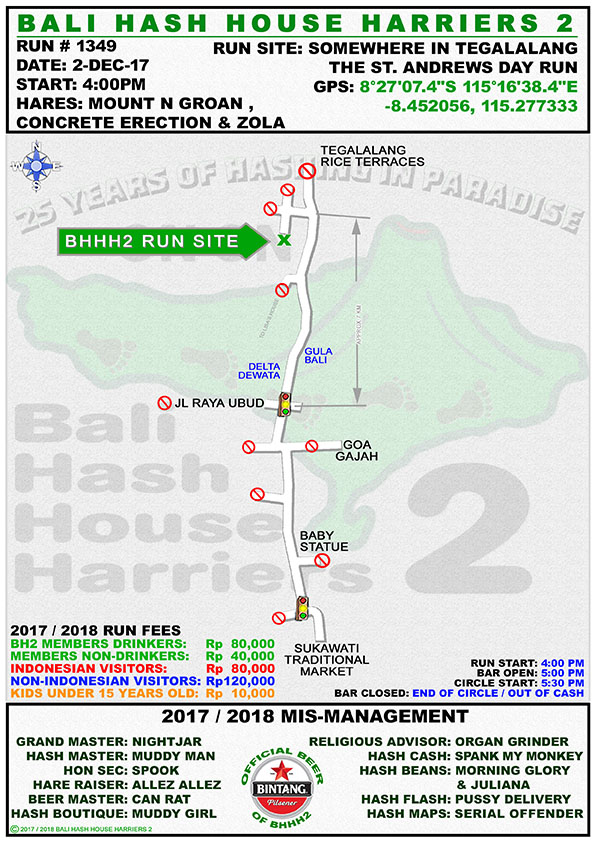 BALI HASH HOUSE HARRIERS 2
RUN # 1349
DATE: 2-DEC-17
START: 4:00PM
HARES: MOUNT N GROAN ,
CONCRETE ERECTION & ZOLA
RUN SITE: SOMEWHERE IN TEGALALANG
THE ST. ANDREWS DAY RUN
GPS: 8°27'07.4"S 115°16'38.4"E
-8.452056, 115.277333
TEGALALANG
RICE TERRACES
25 YEARS OF HASHING IN PARADISE
ON ON
BHHH2 RUN SITE
X
GULA
BALI
DELTA
DEWATA
JL RAYA UBUD
GOA
GAJAH
Bali
Hash
House
Harriers 2
BABY
STATUE
SUKAWATI
TRADITIONAL
MARKET
2017 / 2018 RUN FEES
BH2 MEMBERS DRINKERS: Rp 80,000
MEMBERS NON-DRINKERS: Rp 40,000
INDONESIAN VISITORS: Rp 80,000
NON-INDONESIAN VISITORS: Rp120,000
KIDS UNDER 15 YEARS OLD: Rp 10,000
RUN START: 4:00 PM
BAR OPEN: 5:00 PM
CIRCLE START: 5:30 PM
BAR CLOSED: END OF CIRCLE / OUT OF CASH
2017 / 2018 MIS-MANAGEMENT
GRAND MASTER: NIGHTJAR
HASH MASTER: MUDDY MAN
HON SEC: SPOOK
HARE RAISER: ALLEZ ALLEZ
BEER MASTER: CAN RAT
HASH BOUTIQUE: MUDDY GIRL
OFFICIAL BEER
BINTANG
Pilsener
OF BHHH2
RELIGIOUS ADVISOR: ORGAN GRINDER
HASH CASH: SPANK MY MONKEY
HASH BEANS: MORNING GLORY
& JULIANA
HASH FLASH: PUSSY DELIVERY
HASH MAPS: SERIAL OFFENDER
© 2017 / 2018 BALI HASH HOUSE HARRIERS 2